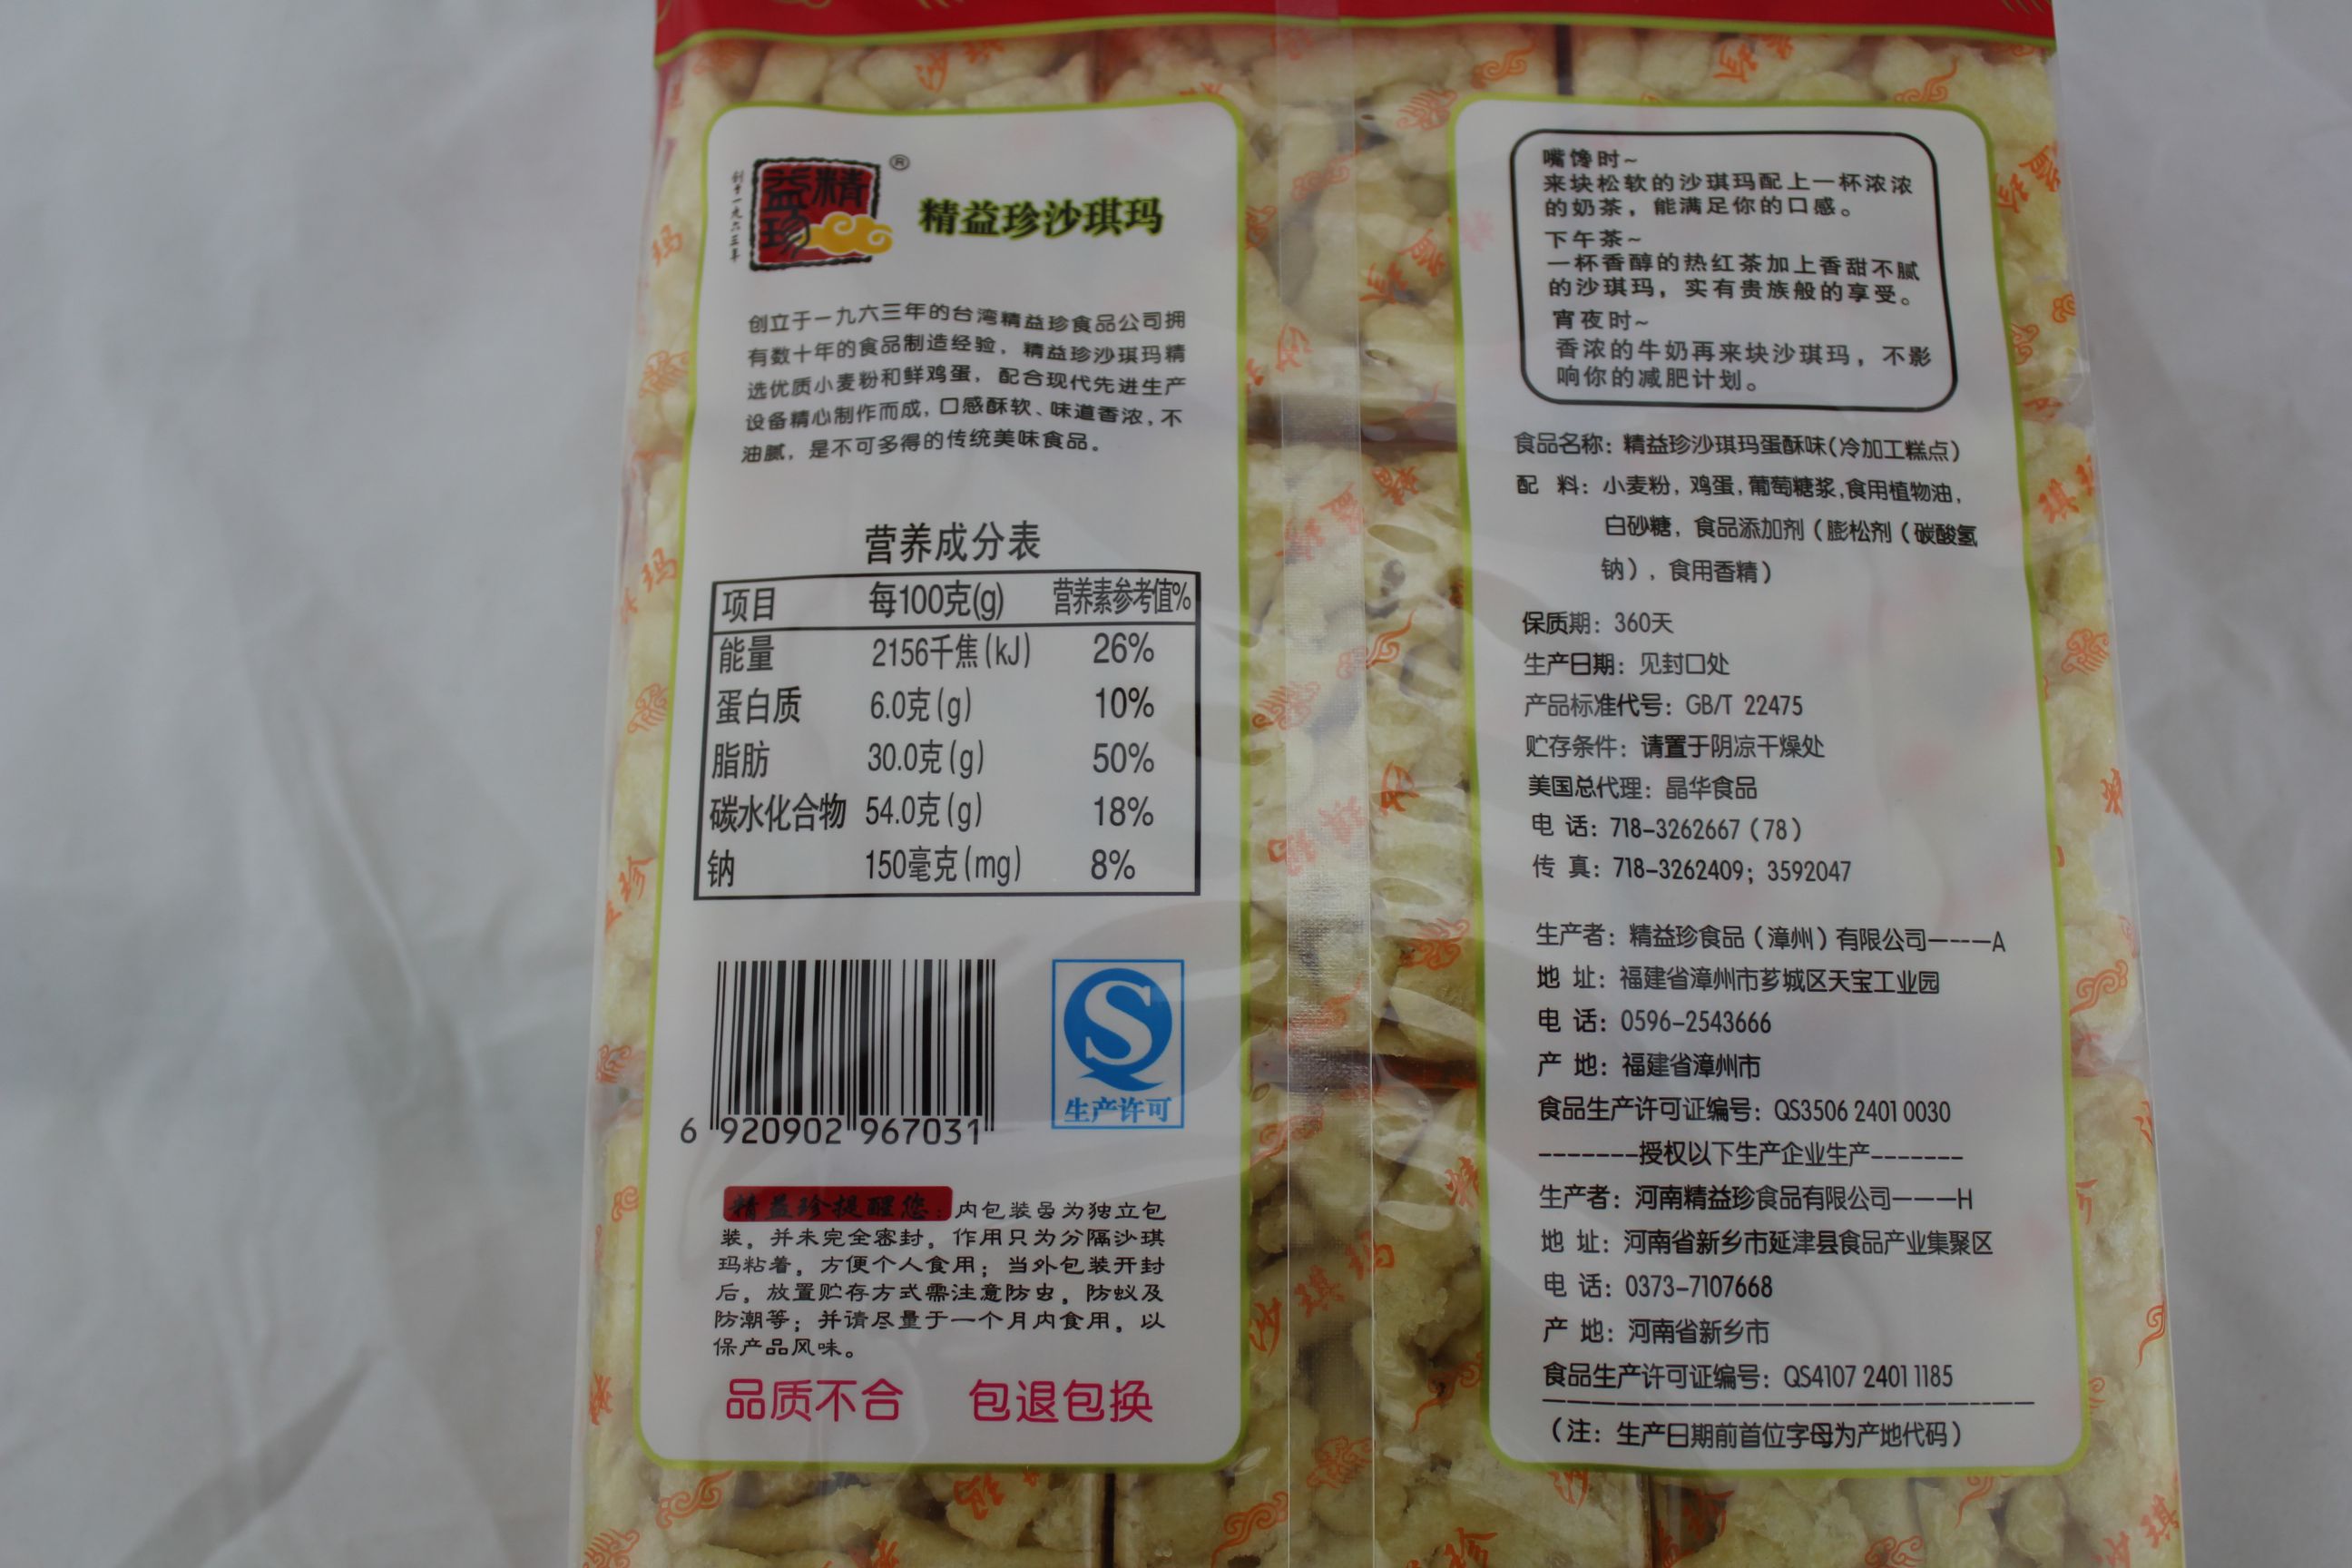 精益珍
创于一九六三年
®
精益珍沙琪玛
创立于一九六三年的台湾精益珍食品公司拥
有数十年的食品制造经验，精益珍沙琪玛精
选优质小麦粉和鲜鸡蛋，配合现代先进生产
设备精心制作而成，口感酥软、味道香浓，不
油腻，是不可多得的传统美味食品。
营养成分表
项目 每100克(g) 营养素参考值%
能量 2156千焦(kJ) 26%
蛋白质 6.0克(g) 10%
脂肪 30.0克(g) 50%
碳水化合物 54.0克(g) 18%
钠 150毫克(mg) 8%
6 920902 967031
生产许可
精益珍提醒您：内包装虽为独立包
装，并未完全密封，作用只为分隔沙琪
玛粘着，方便个人食用；当外包装开封
后，放置贮存方式需注意防虫，防蚁及
防潮等；并请尽量于一个月内食用，以
保产品风味。
品质不合 包退包换
嘴馋时~
来块松软的沙琪玛配上一杯浓浓
的奶茶，能满足你的口感。
下午茶~
一杯香醇的热红茶加上香甜不腻
的沙琪玛，实有贵族般的享受。
宵夜时~
香浓的牛奶再来块沙琪玛，不影
响你的减肥计划。
食品名称：精益珍沙琪玛蛋酥味(冷加工糕点)
配 料：小麦粉，鸡蛋，葡萄糖浆，食用植物油，
白砂糖，食品添加剂（膨松剂（碳酸氢
钠），食用香精）
保质期：360天
生产日期：见封口处
产品标准代号：GB/T 22475
贮存条件：请置于阴凉干燥处
美国总代理：晶华食品
电 话：718-3262667（78）
传 真：718-3262409；3592047
生产者：精益珍食品（漳州）有限公司----A
地 址：福建省漳州市芗城区天宝工业园
电 话：0596-2543666
产 地：福建省漳州市
食品生产许可证编号：QS3506 2401 0030
-------授权以下生产企业生产-------
生产者：河南精益珍食品有限公司---H
地 址：河南省新乡市延津县食品产业集聚区
电 话：0373-7107668
产 地：河南省新乡市
食品生产许可证编号：QS4107 2401 1185
（注：生产日期前首位字母为产地代码）